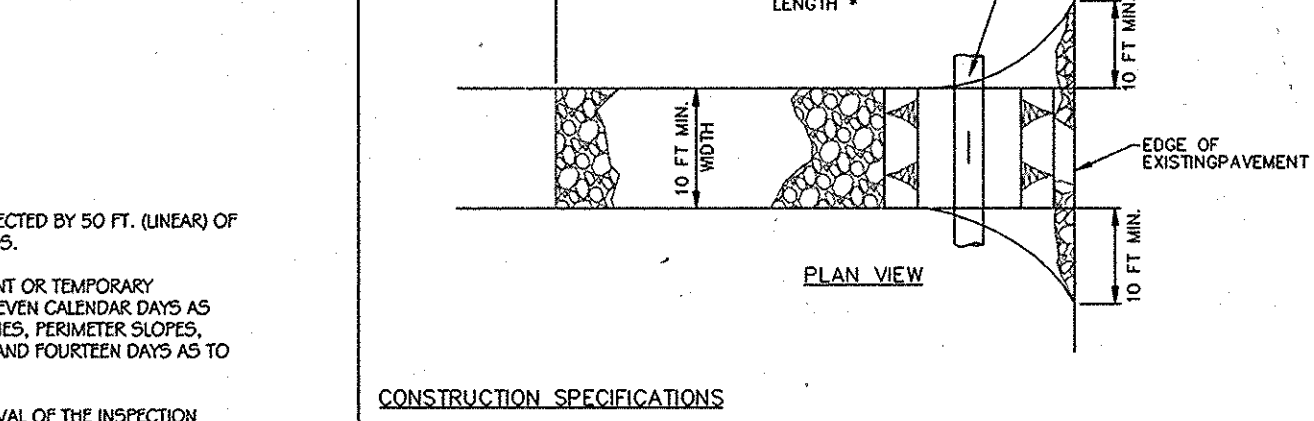 ECTED BY 50 FT. (LINEAR) OF
S.
NT OR TEMPORARY
EVEN CALENDAR DAYS AS
IES, PERIMETER SLOPES,
AND FOURTEEN DAYS AS TO
VAL OF THE INSPECTION
LENGTH *
10 FT MIN.
10 FT MIN.
WIDTH
EDGE OF
EXISTINGPAVEMENT
10 FT MIN.
PLAN VIEW
CONSTRUCTION SPECIFICATIONS